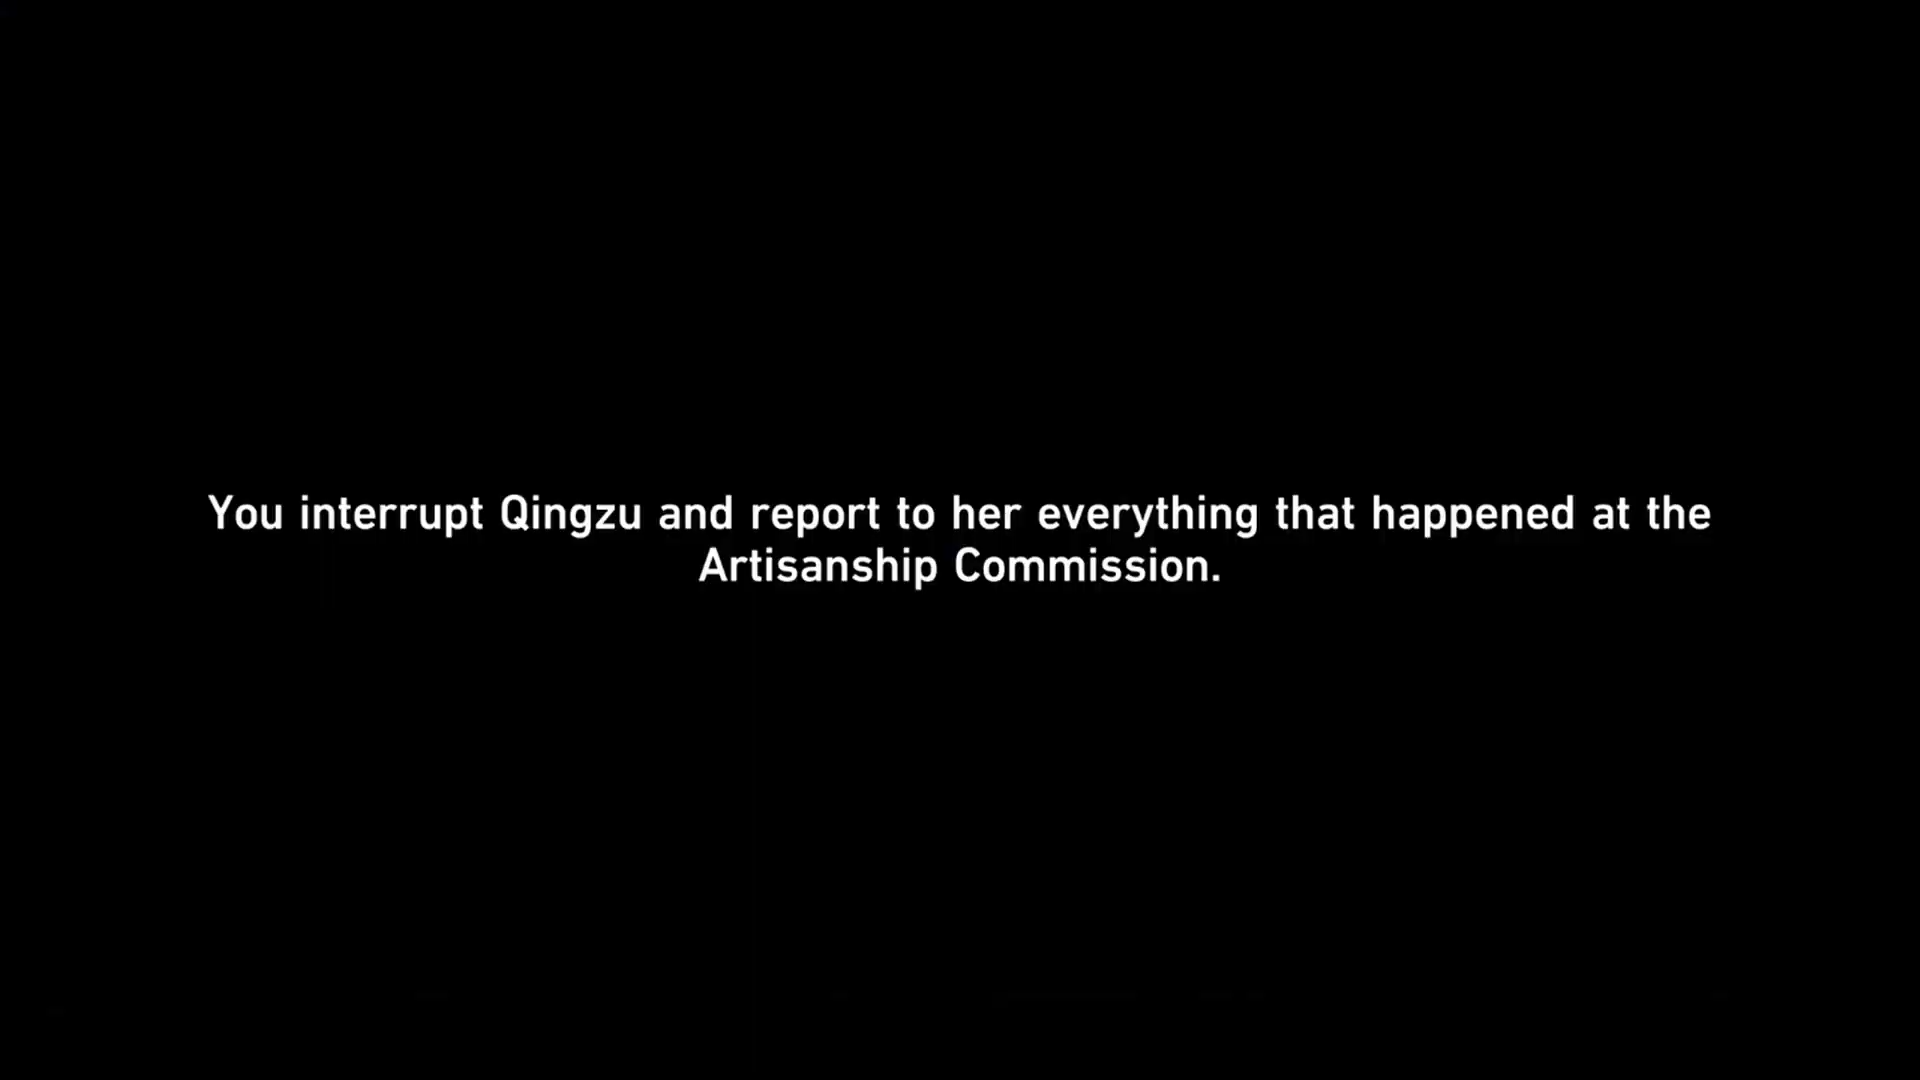 You interrupt Qingzu and report to her everything that happened at the
Artisanship Commission.